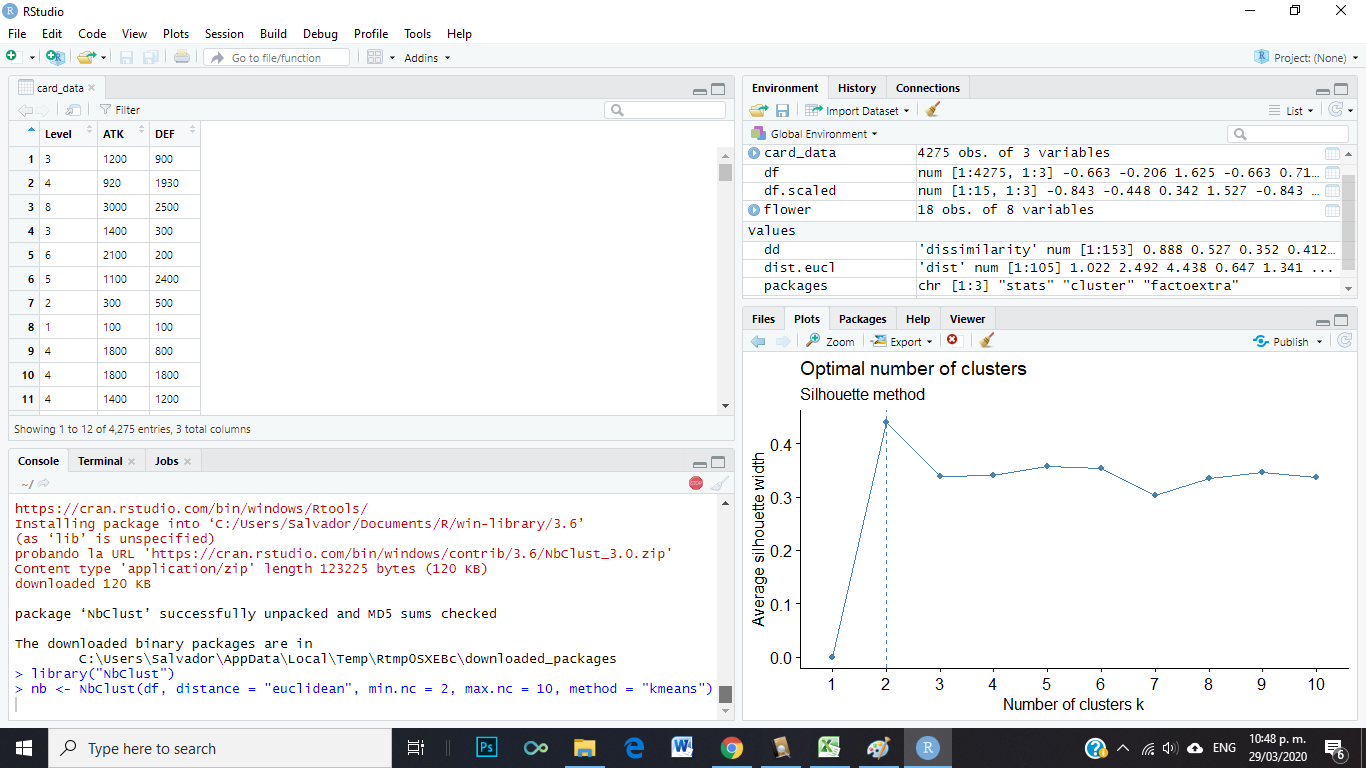 RStudio
File Edit Code View Plots Session Build Debug Profile Tools Help
Go to file/function Addins Project: (None)
card_data
Filter
Level ATK DEF
1 3 1200 900
2 4 920 1930
3 8 3000 2500
4 3 1400 300
5 6 2100 200
6 5 1100 2400
7 2 300 500
8 1 100 100
9 4 1800 800
10 4 1800 1800
11 4 1400 1200
Showing 1 to 12 of 4,275 entries, 3 total columns
Console Terminal Jobs
~/
STOP
https://cran.rstudio.com/bin/windows/Rtools/
Installing package into ‘C:/Users/Salvador/Documents/R/win-library/3.6’
(as ‘lib’ is unspecified)
probando la URL 'https://cran.rstudio.com/bin/windows/contrib/3.6/NbClust_3.0.zip'
Content type 'application/zip' length 123225 bytes (120 KB)
downloaded 120 KB
package ‘NbClust’ successfully unpacked and MD5 sums checked
The downloaded binary packages are in
C:\Users\Salvador\AppData\Local\Temp\Rtmp0SXEBc\downloaded_packages
> library("NbClust")
> nb <- NbClust(df, distance = "euclidean", min.nc = 2, max.nc = 10, method = "kmeans")
Environment History Connections
Import Dataset List
Global Environment
card_data 4275 obs. of 3 variables
df num [1:4275, 1:3] -0.663 -0.206 1.625 -0.663 0.71…
df.scaled num [1:15, 1:3] -0.843 -0.448 0.342 1.527 -0.843 …
flower 18 obs. of 8 variables
Values
dd 'dissimilarity' num [1:153] 0.888 0.527 0.352 0.412…
dist.eucl 'dist' num [1:105] 1.022 2.492 4.438 0.647 1.341 ...
packages chr [1:3] "stats" "cluster" "factoextra"
Files Plots Packages Help Viewer
Zoom Export Publish
Optimal number of clusters
Silhouette method
Average silhouette width
0.4
0.3
0.2
0.1
0.0
1 2 3 4 5 6 7 8 9 10
Number of clusters k
Type here to search
Ps
ENG
10:48 p. m.
29/03/2020
6